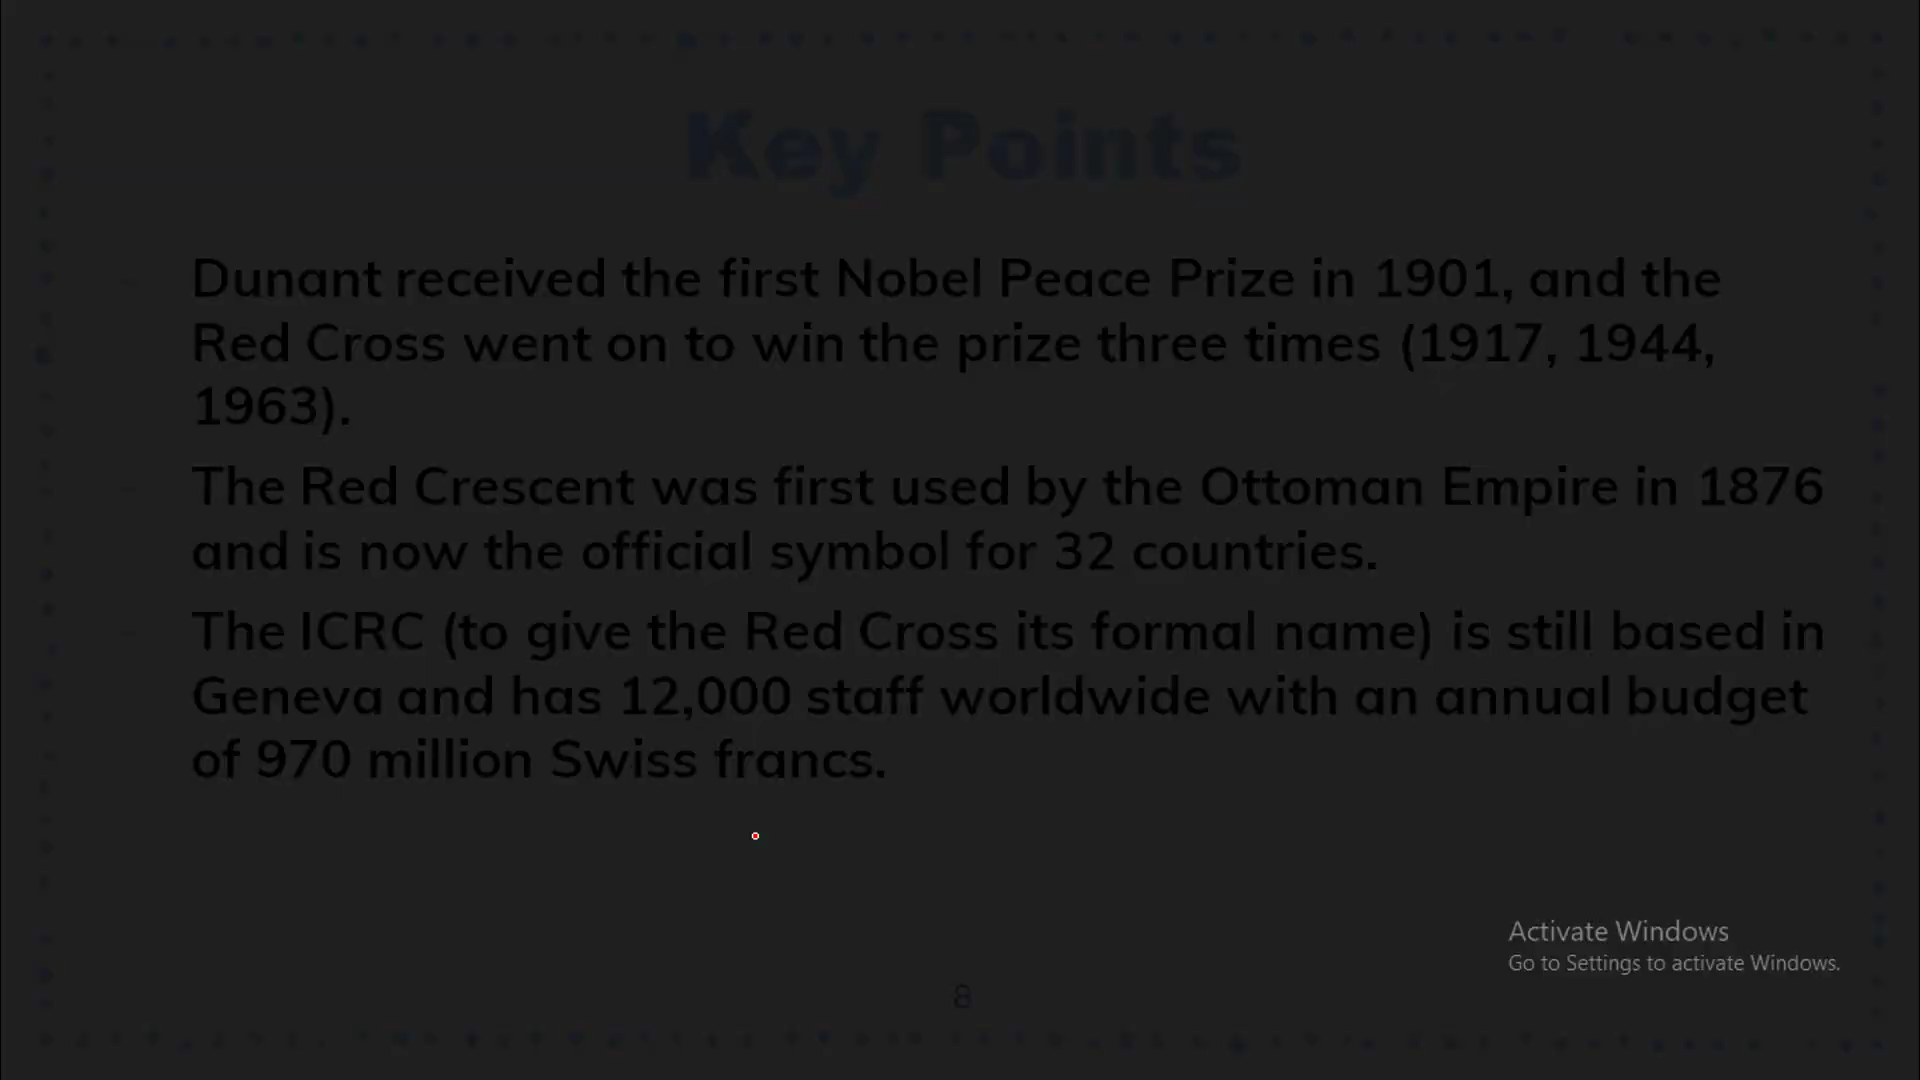 Key Points
Dunant received the first Nobel Peace Prize in 1901, and the
Red Cross went on to win the prize three times (1917, 1944,
1963).
The Red Crescent was first used by the Ottoman Empire in 1876
and is now the official symbol for 32 countries.
The ICRC (to give the Red Cross its formal name) is still based in
Geneva and has 12,000 staff worldwide with an annual budget
of 970 million Swiss francs.
Activate Windows
Go to Settings to activate Windows.
8